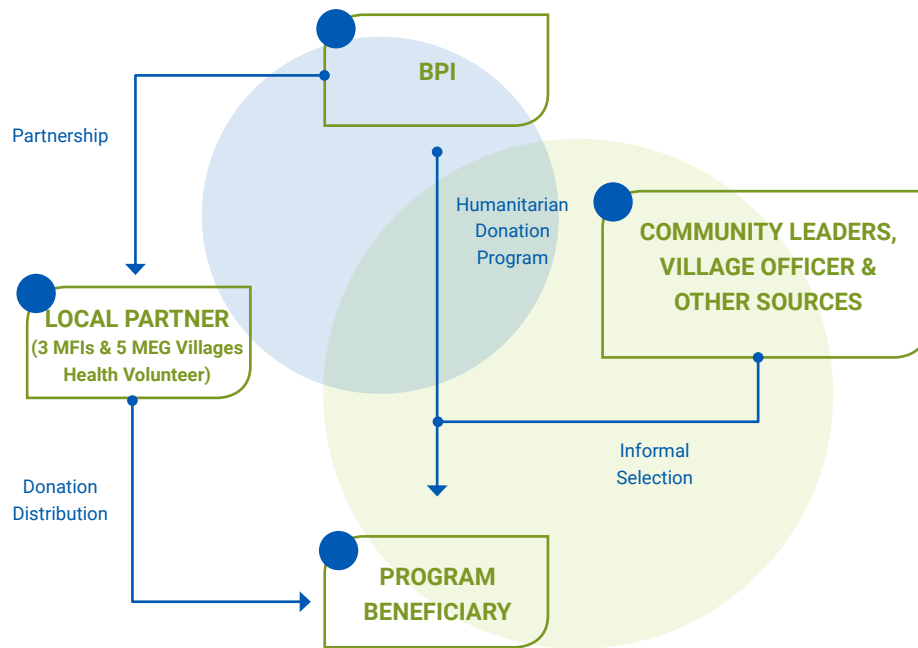 BPI
Partnership
Humanitarian
Donation
Program
COMMUNITY LEADERS,
VILLAGE OFFICER &
OTHER SOURCES
LOCAL PARTNER
(3 MFIs & 5 MEG Villages
Health Volunteer)
Informal
Selection
Donation
Distribution
PROGRAM
BENEFICIARY